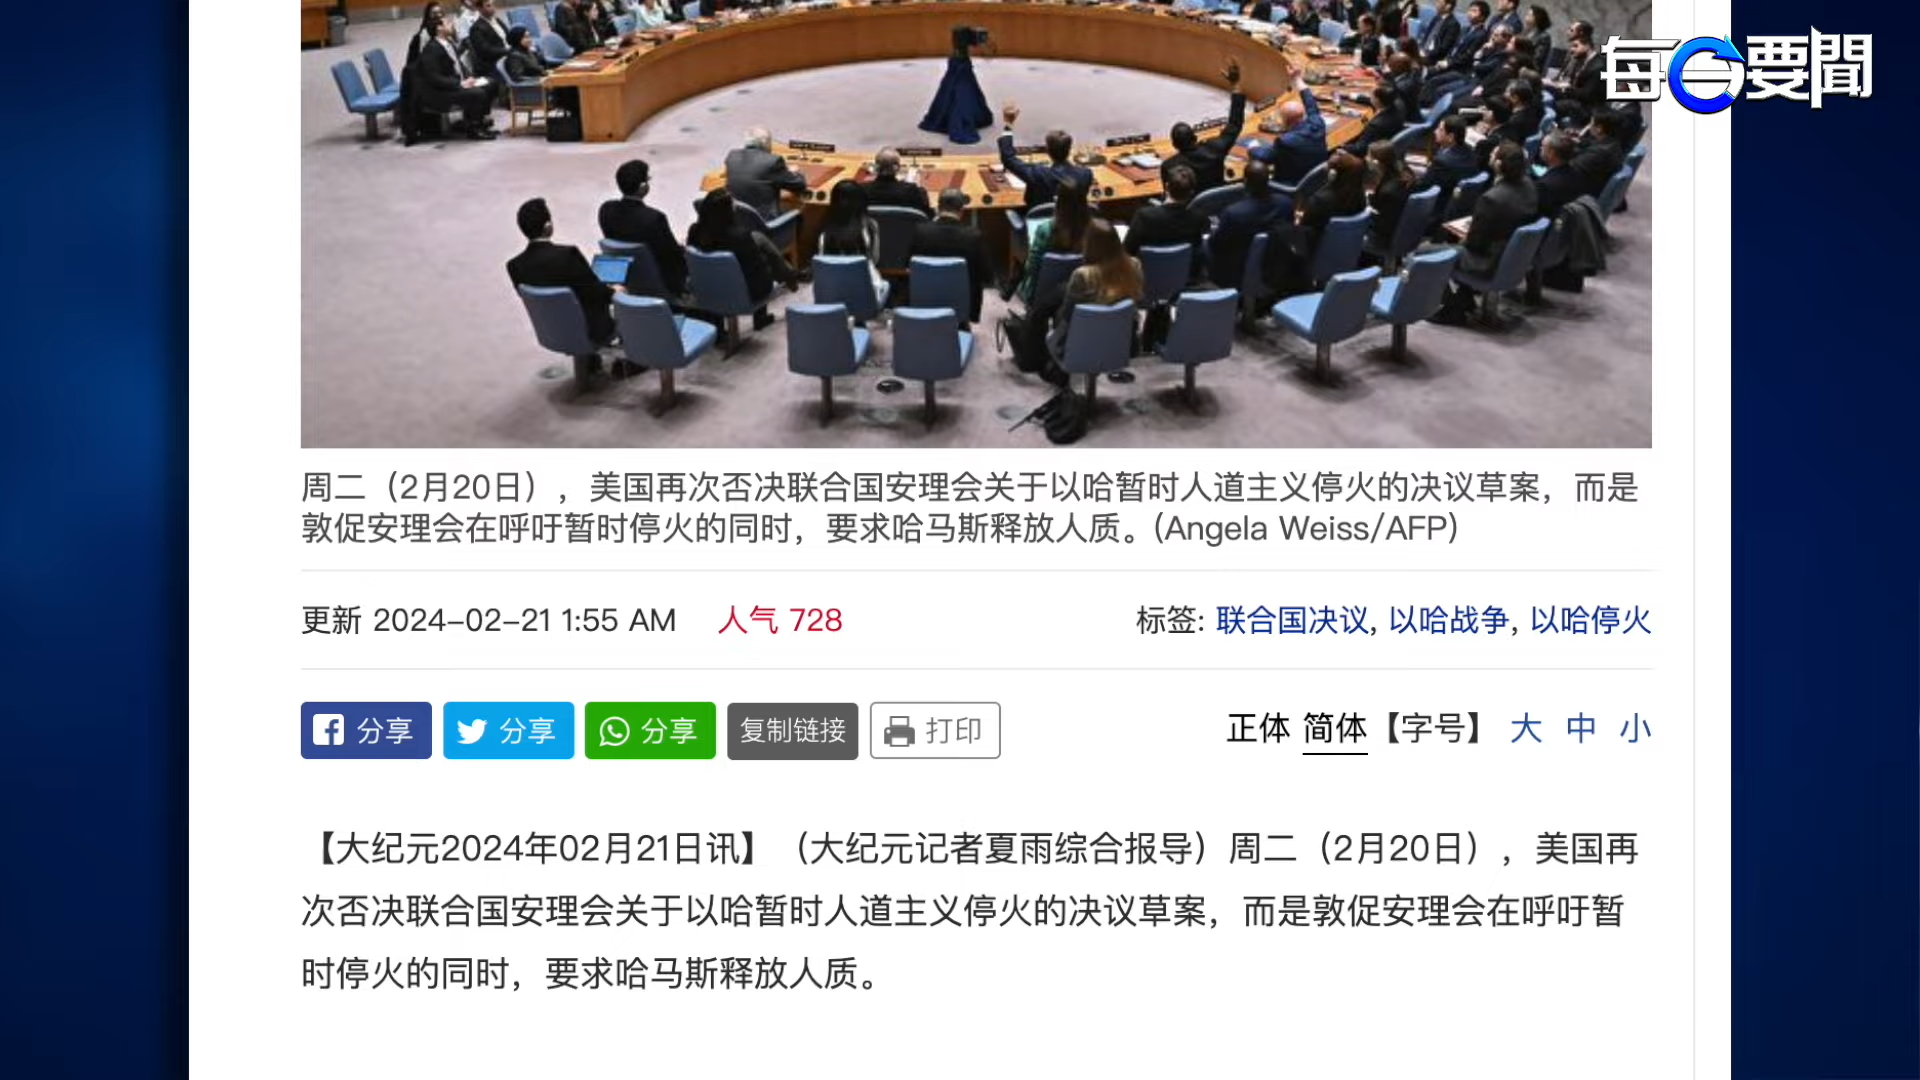 每日要聞
周二（2月20日），美国再次否决联合国安理会关于以哈暂时人道主义停火的决议草案，而是
敦促安理会在呼吁暂时停火的同时，要求哈马斯释放人质。(Angela Weiss/AFP)
更新 2024-02-21 1:55 AM 人气 728 标签: 联合国决议, 以哈战争, 以哈停火
分享 分享 分享 复制链接 打印 正体 简体【字号】 大 中 小
【大纪元2024年02月21日讯】（大纪元记者夏雨综合报导）周二（2月20日），美国再
次否决联合国安理会关于以哈暂时人道主义停火的决议草案，而是敦促安理会在呼吁暂
时停火的同时，要求哈马斯释放人质。